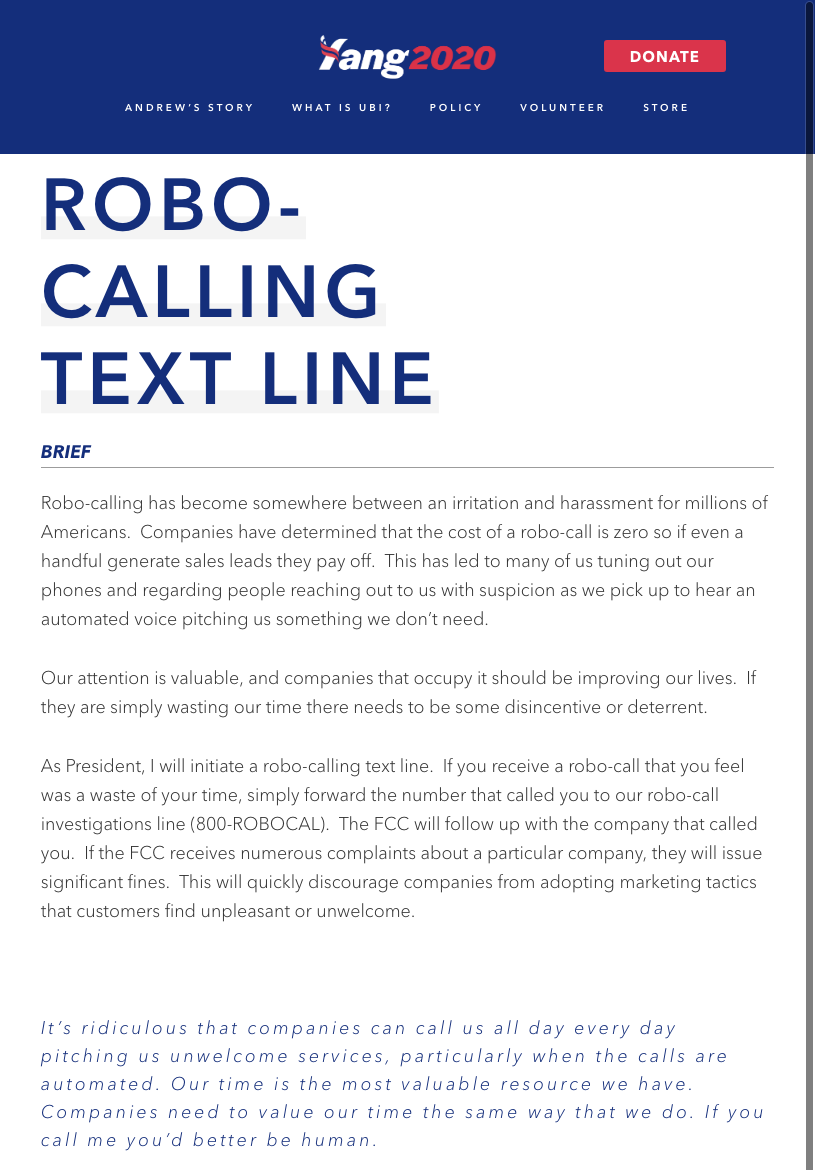 Yang2020
DONATE
ANDREW'S STORY WHAT IS UBI? POLICY VOLUNTEER STORE
ROBO-
CALLING
TEXT LINE
BRIEF
Robo-calling has become somewhere between an irritation and harassment for millions of
Americans.  Companies have determined that the cost of a robo-call is zero so if even a
handful generate sales leads they pay off.  This has led to many of us tuning out our
phones and regarding people reaching out to us with suspicion as we pick up to hear an
automated voice pitching us something we don't need.
Our attention is valuable, and companies that occupy it should be improving our lives.  If
they are simply wasting our time there needs to be some disincentive or deterrent.
As President, I will initiate a robo-calling text line.  If you receive a robo-call that you feel
was a waste of your time, simply forward the number that called you to our robo-call
investigations line (800-ROBOCAL).  The FCC will follow up with the company that called
you.  If the FCC receives numerous complaints about a particular company, they will issue
significant fines.  This will quickly discourage companies from adopting marketing tactics
that customers find unpleasant or unwelcome.
It's ridiculous that companies can call us all day every day
pitching us unwelcome services, particularly when the calls are
automated. Our time is the most valuable resource we have.
Companies need to value our time the same way that we do. If you
call me you'd better be human.